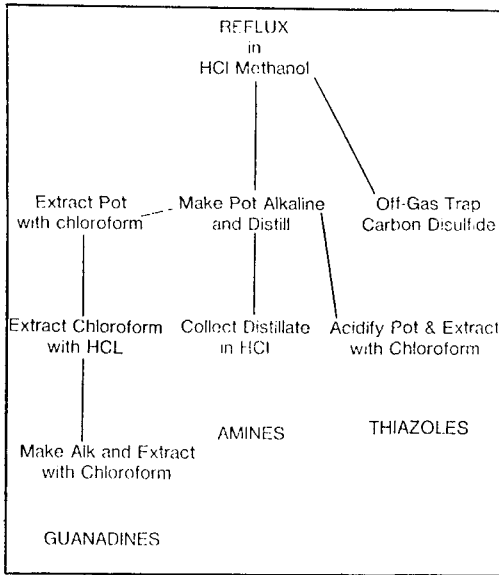 REFLUX
in
HCl Methanol
Extract Pot
with chloroform
Make Pot Alkaline
and Distill
Off-Gas Trap
Carbon Disulfide
Extract Chloroform
with HCL
Collect Distillate
in HCl
Acidify Pot & Extract
with Chloroform
Make Alk and Extract
with Chloroform
AMINES
THIAZOLES
GUANADINES